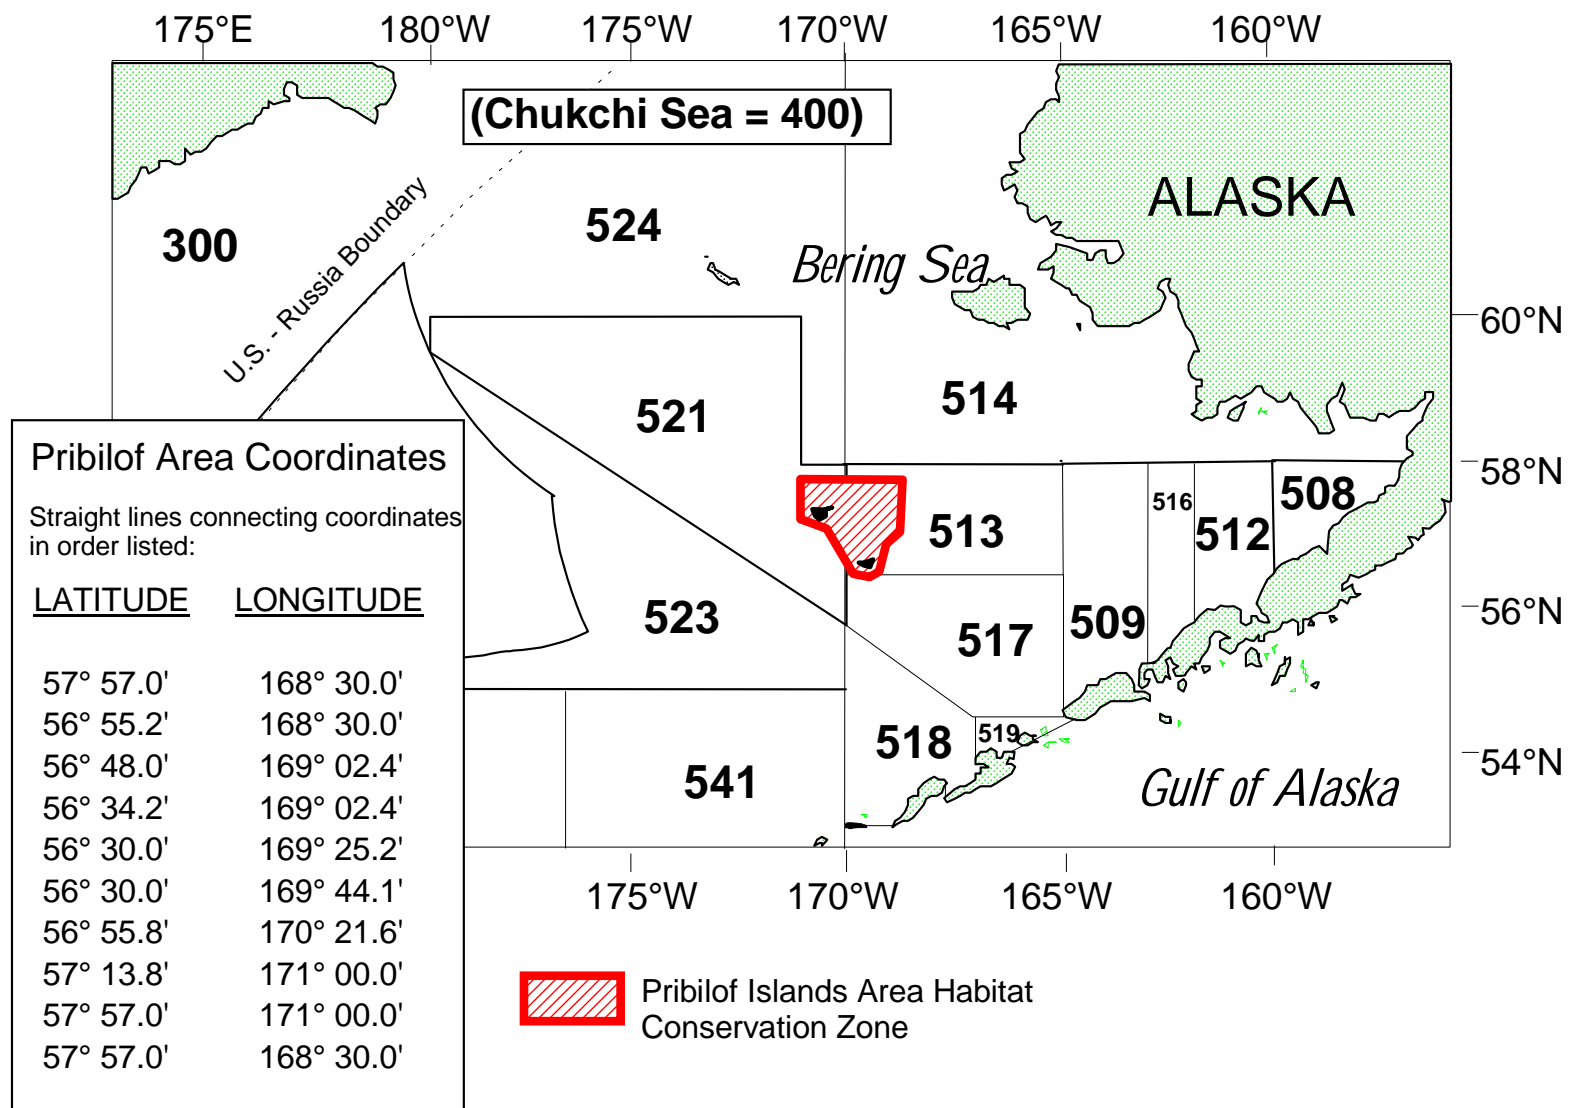 175°E 180°W 175°W 170°W 165°W 160°W
(Chukchi Sea = 400)
ALASKA
300
524
U.S. - Russia Boundary
Bering Sea
60°N
521
514
58°N
508
516
513
512
56°N
523
517
509
519
518
54°N
541
Gulf of Alaska
175°W 170°W 165°W 160°W
Pribilof Area Coordinates
Straight lines connecting coordinates
in order listed:
LATITUDE LONGITUDE
57° 57.0' 168° 30.0'
56° 55.2' 168° 30.0'
56° 48.0' 169° 02.4'
56° 34.2' 169° 02.4'
56° 30.0' 169° 25.2'
56° 30.0' 169° 44.1'
56° 55.8' 170° 21.6'
57° 13.8' 171° 00.0'
57° 57.0' 171° 00.0'
57° 57.0' 168° 30.0'
Pribilof Islands Area Habitat
Conservation Zone